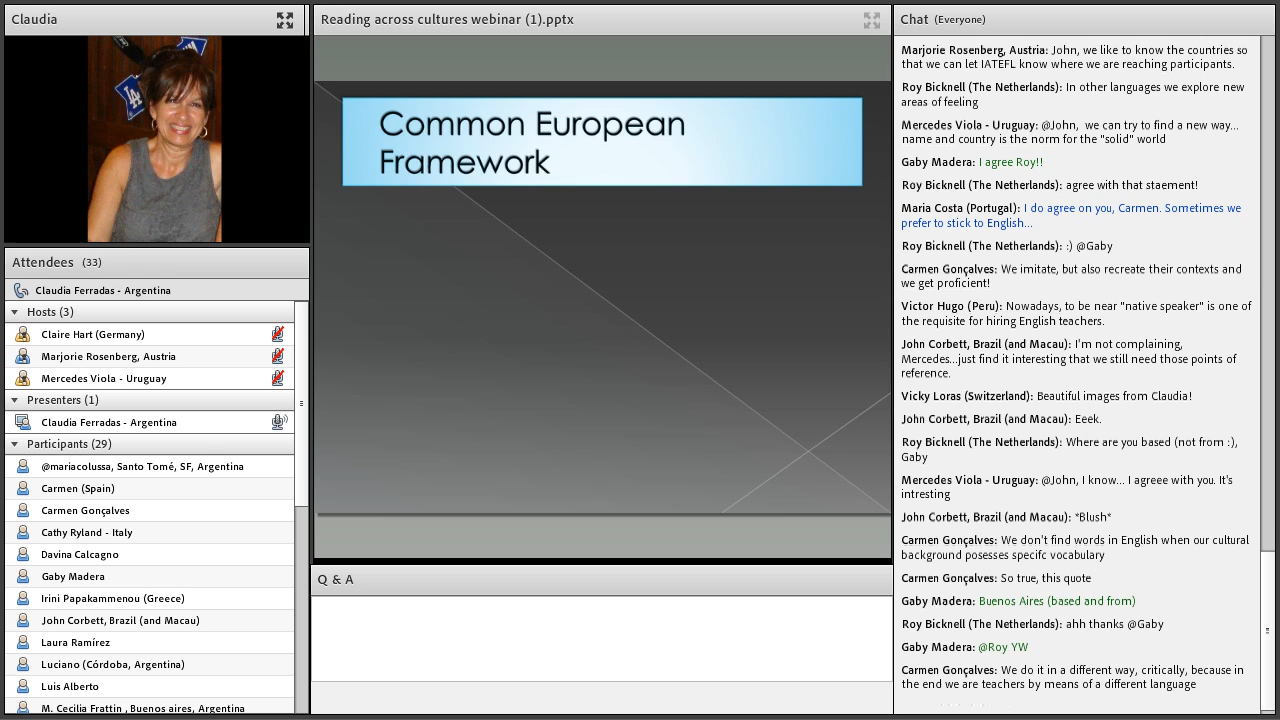 Claudia
Attendees (33)
Claudia Ferradas - Argentina
Hosts (3)
Claire Hart (Germany)
Marjorie Rosenberg, Austria
Mercedes Viola - Uruguay
Presenters (1)
Claudia Ferradas - Argentina
Participants (29)
@mariacolussa, Santo Tomé, SF, Argentina
Carmen (Spain)
Carmen Gonçalves
Cathy Ryland - Italy
Davina Calcagno
Gaby Madera
Irini Papakammenou (Greece)
John Corbett, Brazil (and Macau)
Laura Ramírez
Luciano (Córdoba, Argentina)
Luis Alberto
M. Cecilia Frattin , Buenos aires, Argentina
Reading across cultures webinar (1).pptx
Common European
Framework
Q & A
Chat (Everyone)
Marjorie Rosenberg, Austria: John, we like to know the countries so
that we can let IATEFL know where we are reaching participants.
Roy Bicknell (The Netherlands): In other languages we explore new
areas of feeling
Mercedes Viola - Uruguay: @John, we can try to find a new way...
name and country is the norm for the "solid" world
Gaby Madera: I agree Roy!!
Roy Bicknell (The Netherlands): agree with that staement!
Maria Costa (Portugal): I do agree on you, Carmen. Sometimes we
prefer to stick to English...
Roy Bicknell (The Netherlands): :) @Gaby
Carmen Gonçalves: We imitate, but also recreate their contexts and
we get proficient!
Victor Hugo (Peru): Nowadays, to be near "native speaker" is one of
the requisite for hiring English teachers.
John Corbett, Brazil (and Macau): I'm not complaining,
Mercedes...just find it interesting that we still need those points of
reference.
Vicky Loras (Switzerland): Beautiful images from Claudia!
John Corbett, Brazil (and Macau): Eeek.
Roy Bicknell (The Netherlands): Where are you based (not from :),
Gaby
Mercedes Viola - Uruguay: @John, I know... I agreee with you. It's
intresting
John Corbett, Brazil (and Macau): *Blush*
Carmen Gonçalves: We don't find words in English when our cultural
background posesses specifc vocabulary
Carmen Gonçalves: So true, this quote
Gaby Madera: Buenos Aires (based and from)
Roy Bicknell (The Netherlands): ahh thanks @Gaby
Gaby Madera: @Roy YW
Carmen Gonçalves: We do it in a different way, critically, because in
the end we are teachers by means of a different language